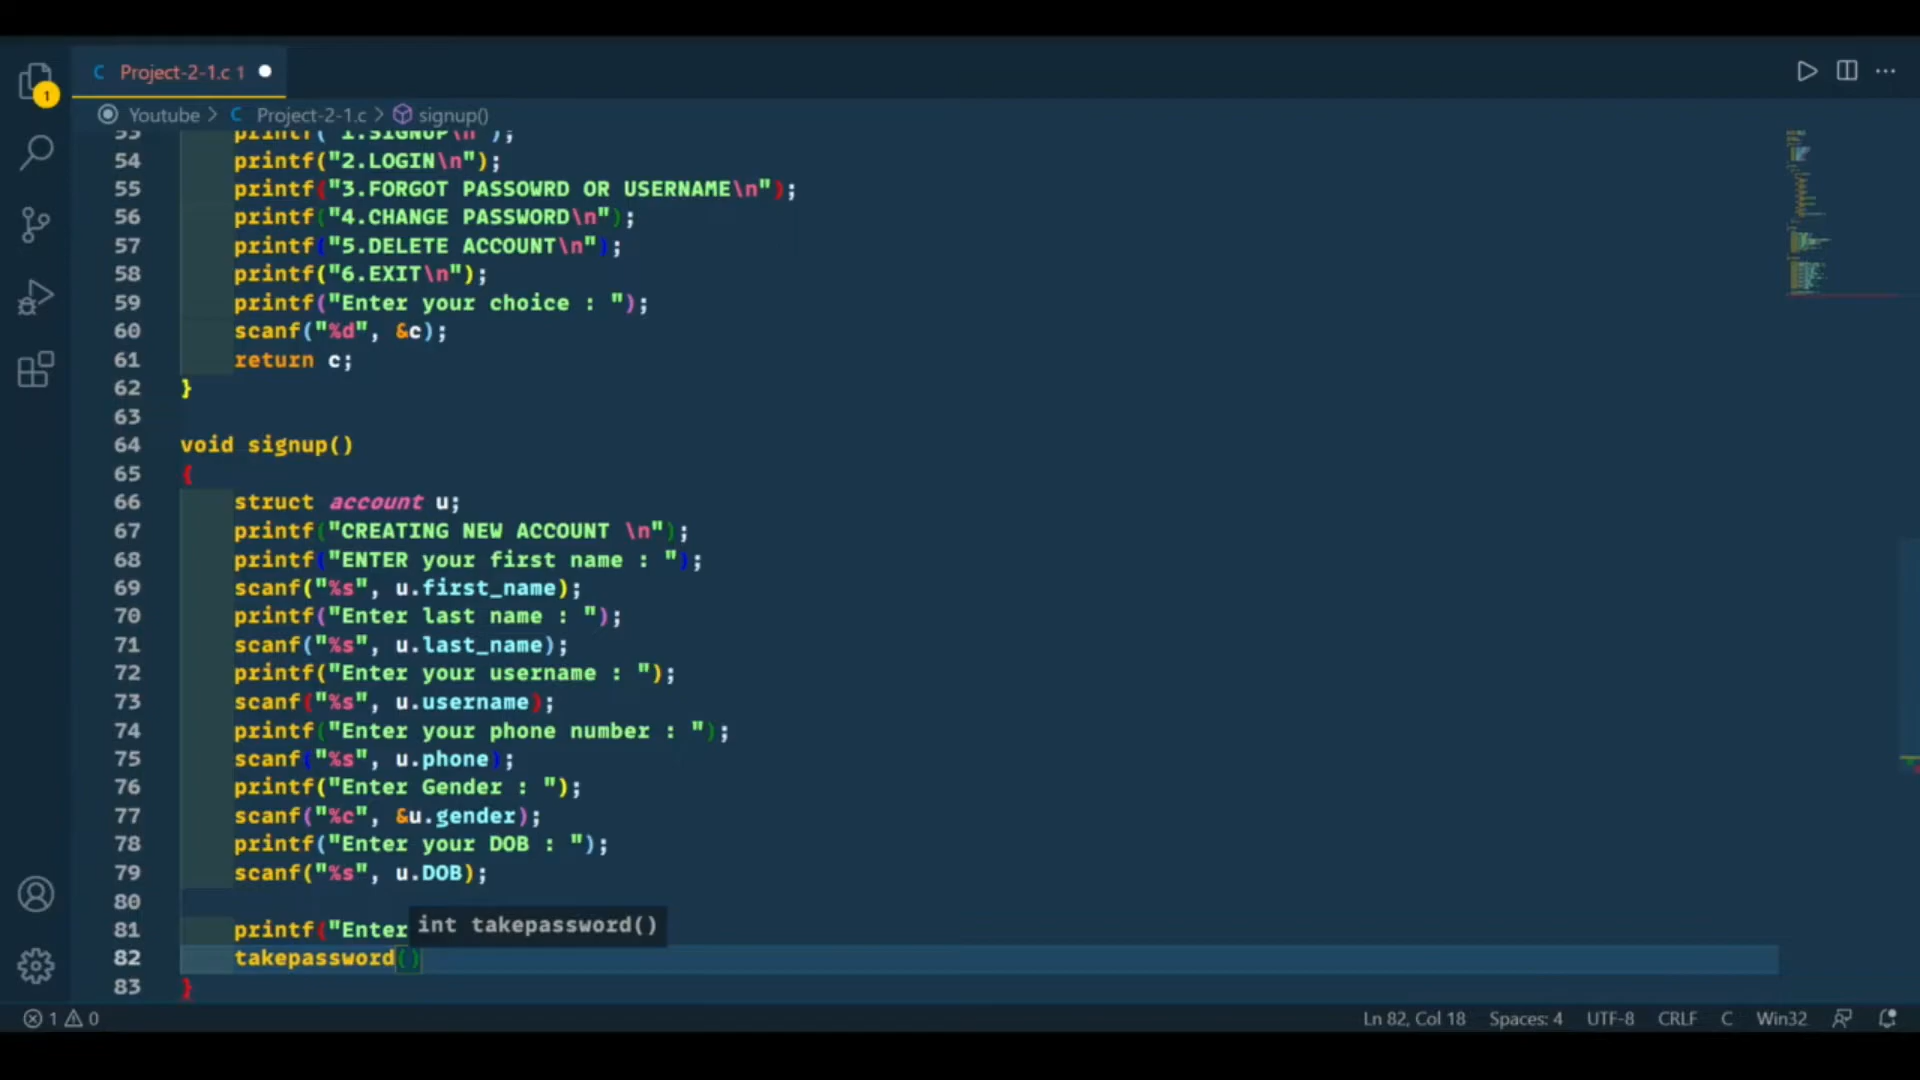 C Project-2-1.c 1
1
Youtube > C Project-2-1.c > signup()
53 printf("1.SIGNUP\n");
54 printf("2.LOGIN\n");
55 printf("3.FORGOT PASSOWRD OR USERNAME\n");
56 printf("4.CHANGE PASSWORD\n");
57 printf("5.DELETE ACCOUNT\n");
58 printf("6.EXIT\n");
59 printf("Enter your choice : ");
60 scanf("%d", &c);
61 return c;
62 }
63
64 void signup()
65 {
66 struct account u;
67 printf("CREATING NEW ACCOUNT \n");
68 printf("ENTER your first name : ");
69 scanf("%s", u.first_name);
70 printf("Enter last name : ");
71 scanf("%s", u.last_name);
72 printf("Enter your username : ");
73 scanf("%s", u.username);
74 printf("Enter your phone number : ");
75 scanf("%s", u.phone);
76 printf("Enter Gender : ");
77 scanf("%c", &u.gender);
78 printf("Enter your DOB : ");
79 scanf("%s", u.DOB);
80
81 printf("Enter int takepassword()
82 takepassword()
83 }
1 0 Ln 82, Col 18 Spaces: 4 UTF-8 CRLF C Win32